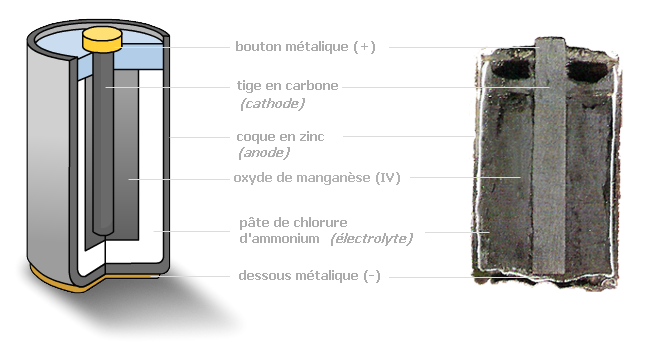 bouton métalique (+)
tige en carbone
(cathode)
coque en zinc
(anode)
oxyde de manganèse (IV)
pâte de chlorure
d'ammonium (électrolyte)
dessous métalique (-)